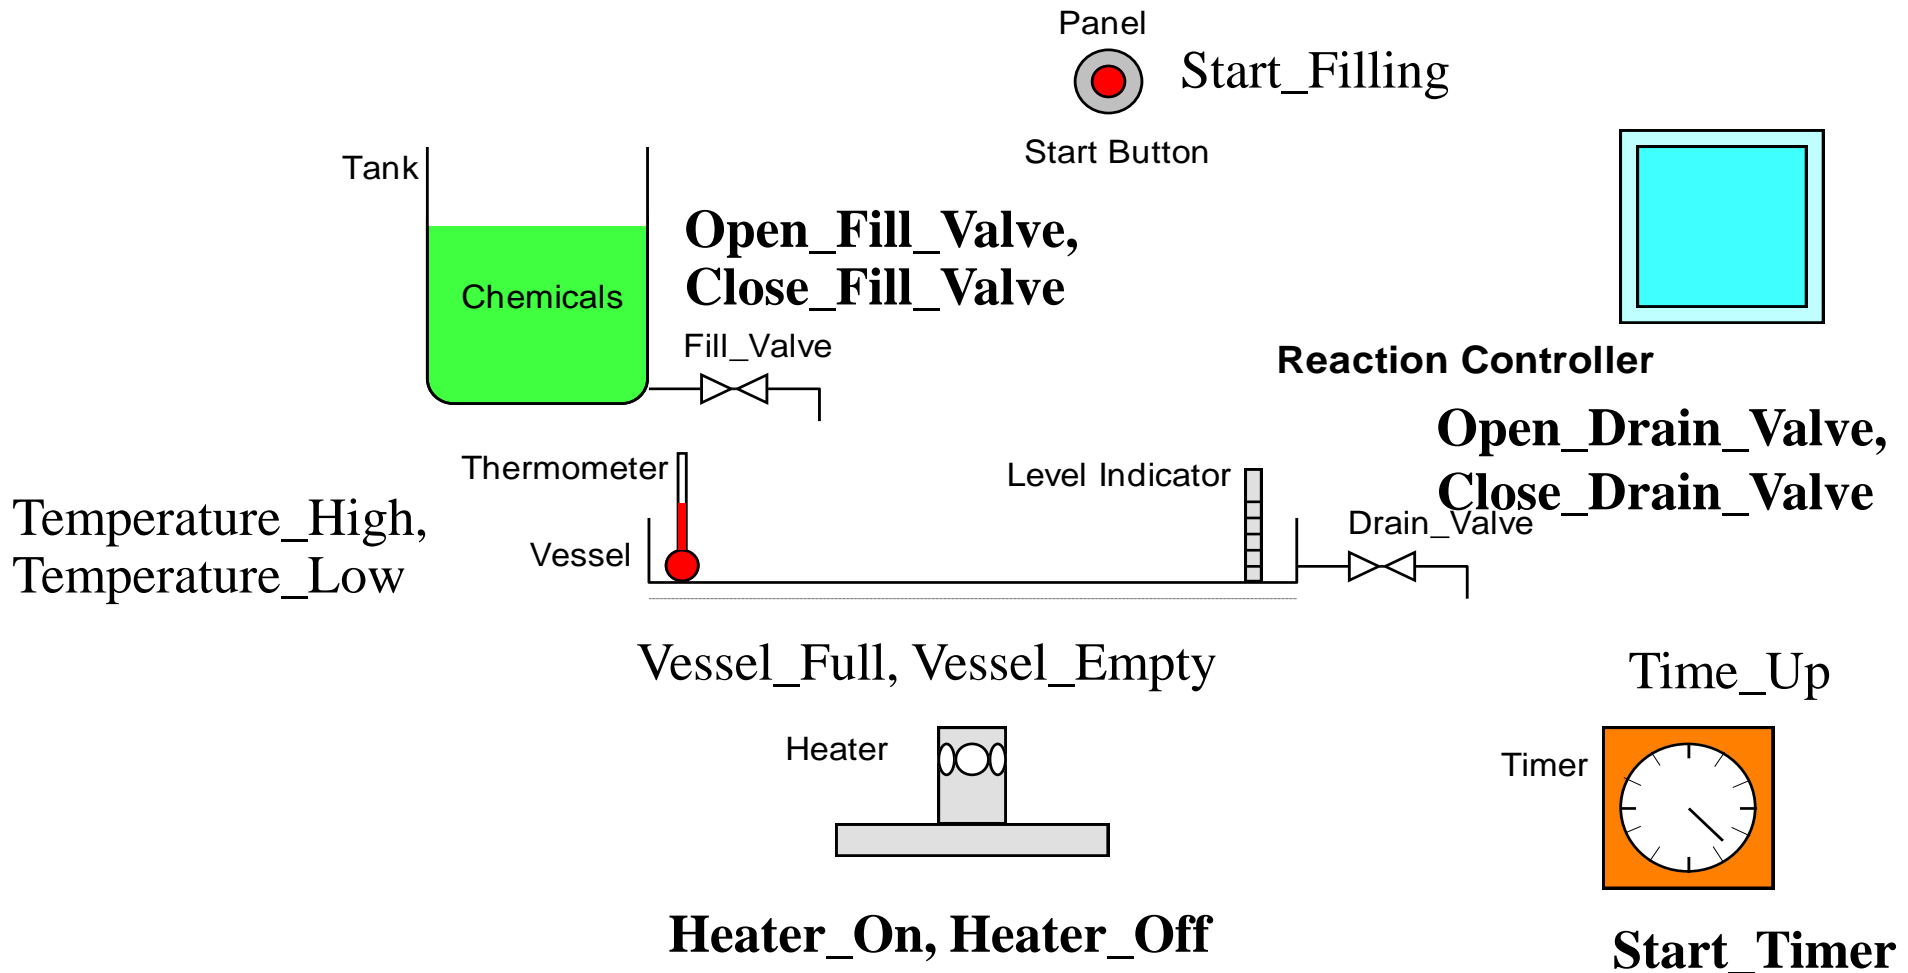 Panel
Start_Filling
Start Button
Tank
Open_Fill_Valve,
Close_Fill_Valve
Chemicals
Fill_Valve
Reaction Controller
Open_Drain_Valve,
Close_Drain_Valve
Thermometer
Level Indicator
Drain_Valve
Temperature_High,
Temperature_Low
Vessel
Vessel_Full, Vessel_Empty
Time_Up
Heater
Timer
Heater_On, Heater_Off
Start_Timer